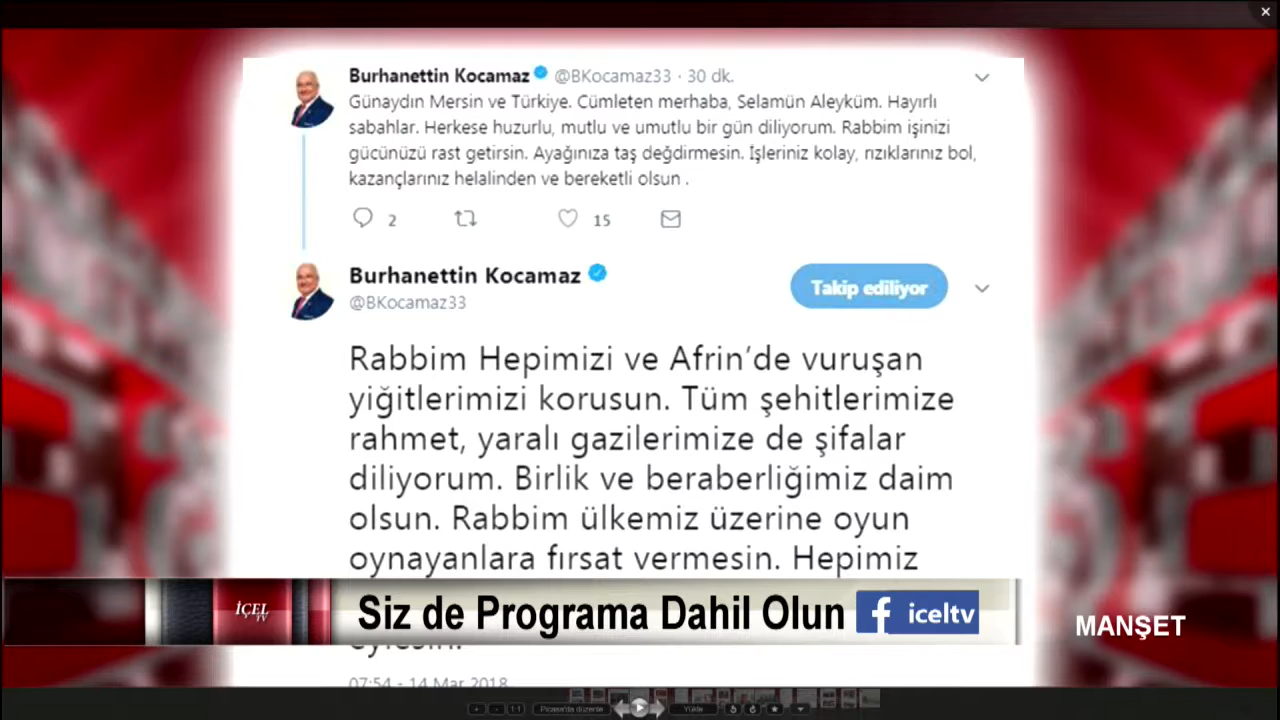 Burhanettin Kocamaz @BKocamaz33 · 30 dk.
Günaydın Mersin ve Türkiye. Cümleten merhaba, Selamün Aleyküm. Hayırlı
sabahlar. Herkese huzurlu, mutlu ve umutlu bir gün diliyorum. Rabbim işinizi
gücünüzü rast getirsin. Ayağınıza taş değdirmesin. İşleriniz kolay, rızıklarınız bol,
kazançlarınız helalinden ve bereketli olsun .
2 15
Burhanettin Kocamaz
@BKocamaz33
Takip ediliyor
Rabbim Hepimizi ve Afrin’de vuruşan
yiğitlerimizi korusun. Tüm şehitlerimize
rahmet, yaralı gazilerimize de şifalar
diliyorum. Birlik ve beraberliğimiz daim
olsun. Rabbim ülkemiz üzerine oyun
oynayanlara fırsat vermesin. Hepimiz
İÇEL TV
Siz de Programa Dahil Olun
f iceltv
MANŞET
07:54 - 14 Mar 2018
1:1
Yükle